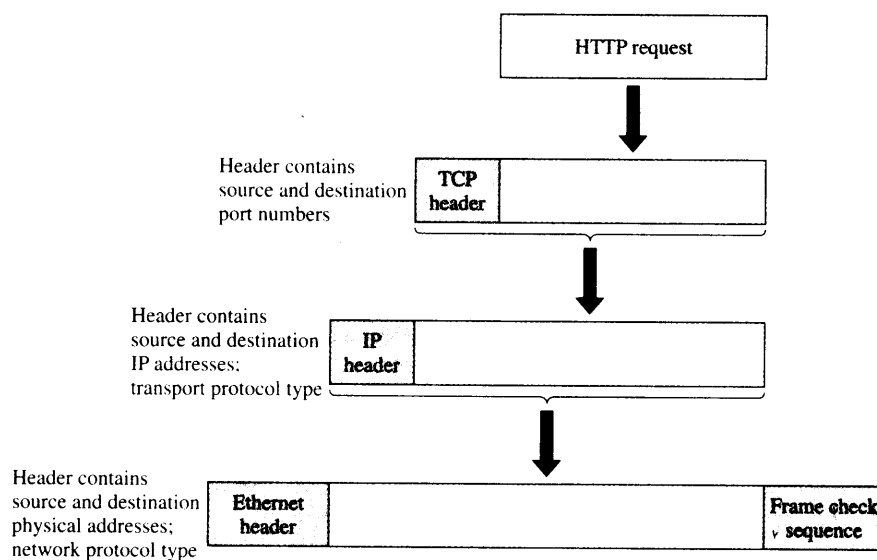 HTTP request
Header contains
source and destination
port numbers
TCP
header
Header contains
source and destination
IP addresses;
transport protocol type
IP
header
Header contains
source and destination
physical addresses;
network protocol type
Ethernet
header
Frame check
sequence